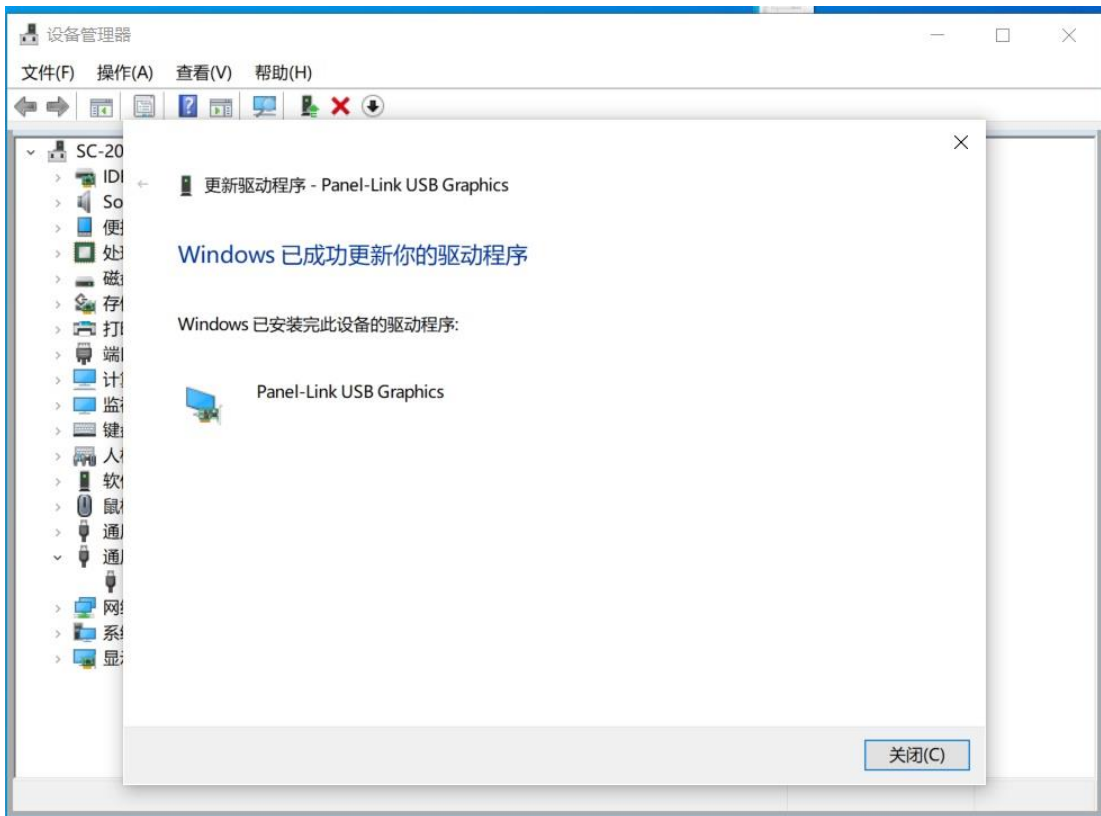 设备管理器
文件(F) 操作(A) 查看(V) 帮助(H)
SC-20
更新驱动程序 - Panel-Link USB Graphics
Windows 已成功更新你的驱动程序
Windows 已安装完此设备的驱动程序:
Panel-Link USB Graphics
IDE
So
便
处
磁
存
打
端
计
监
键
人
软
鼠
通
通
网
系
显
关闭(C)